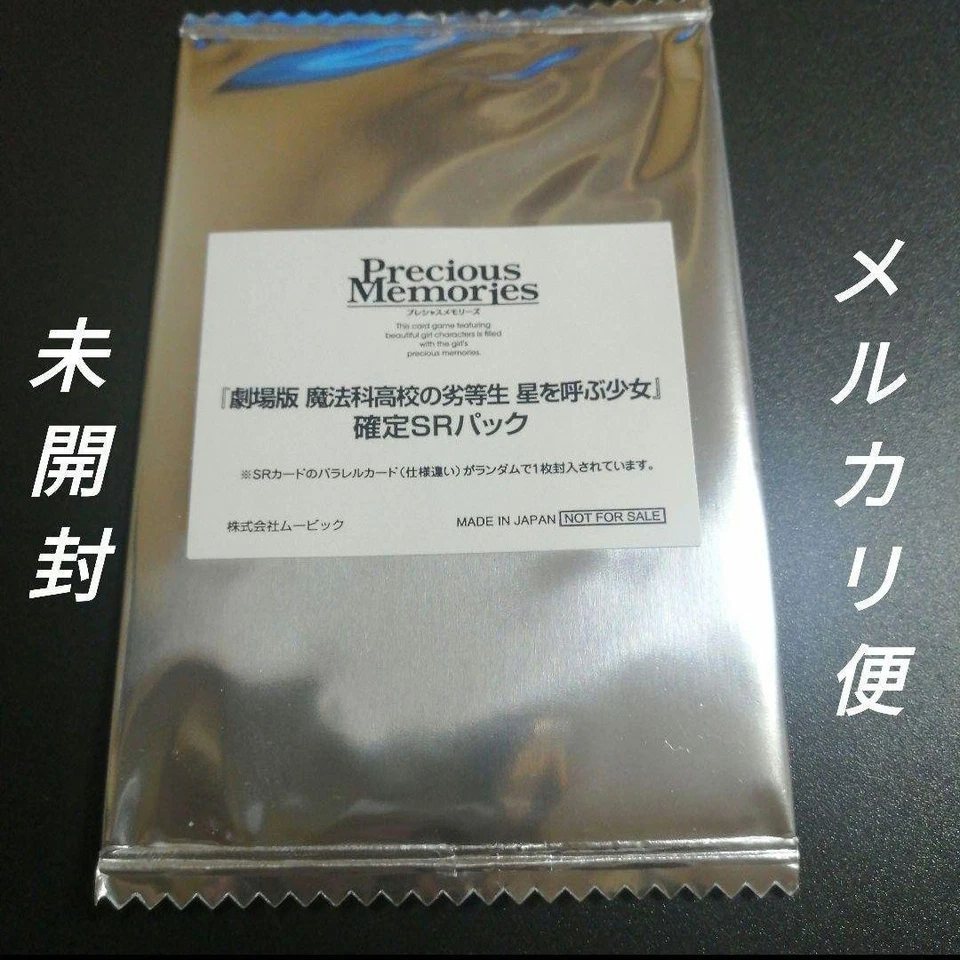 未開封
Precious
Memories
プレシャスメモリーズ
This card game featuring
beautiful girl characters is filled
with the girl's
precious memories.
『劇場版 魔法科高校の劣等生 星を呼ぶ少女』
確定SRパック
※SRカードのパラレルカード(仕様違い)がランダムで1枚封入されています。
株式会社ムービック
MADE IN JAPAN NOT FOR SALE
メルカリ便